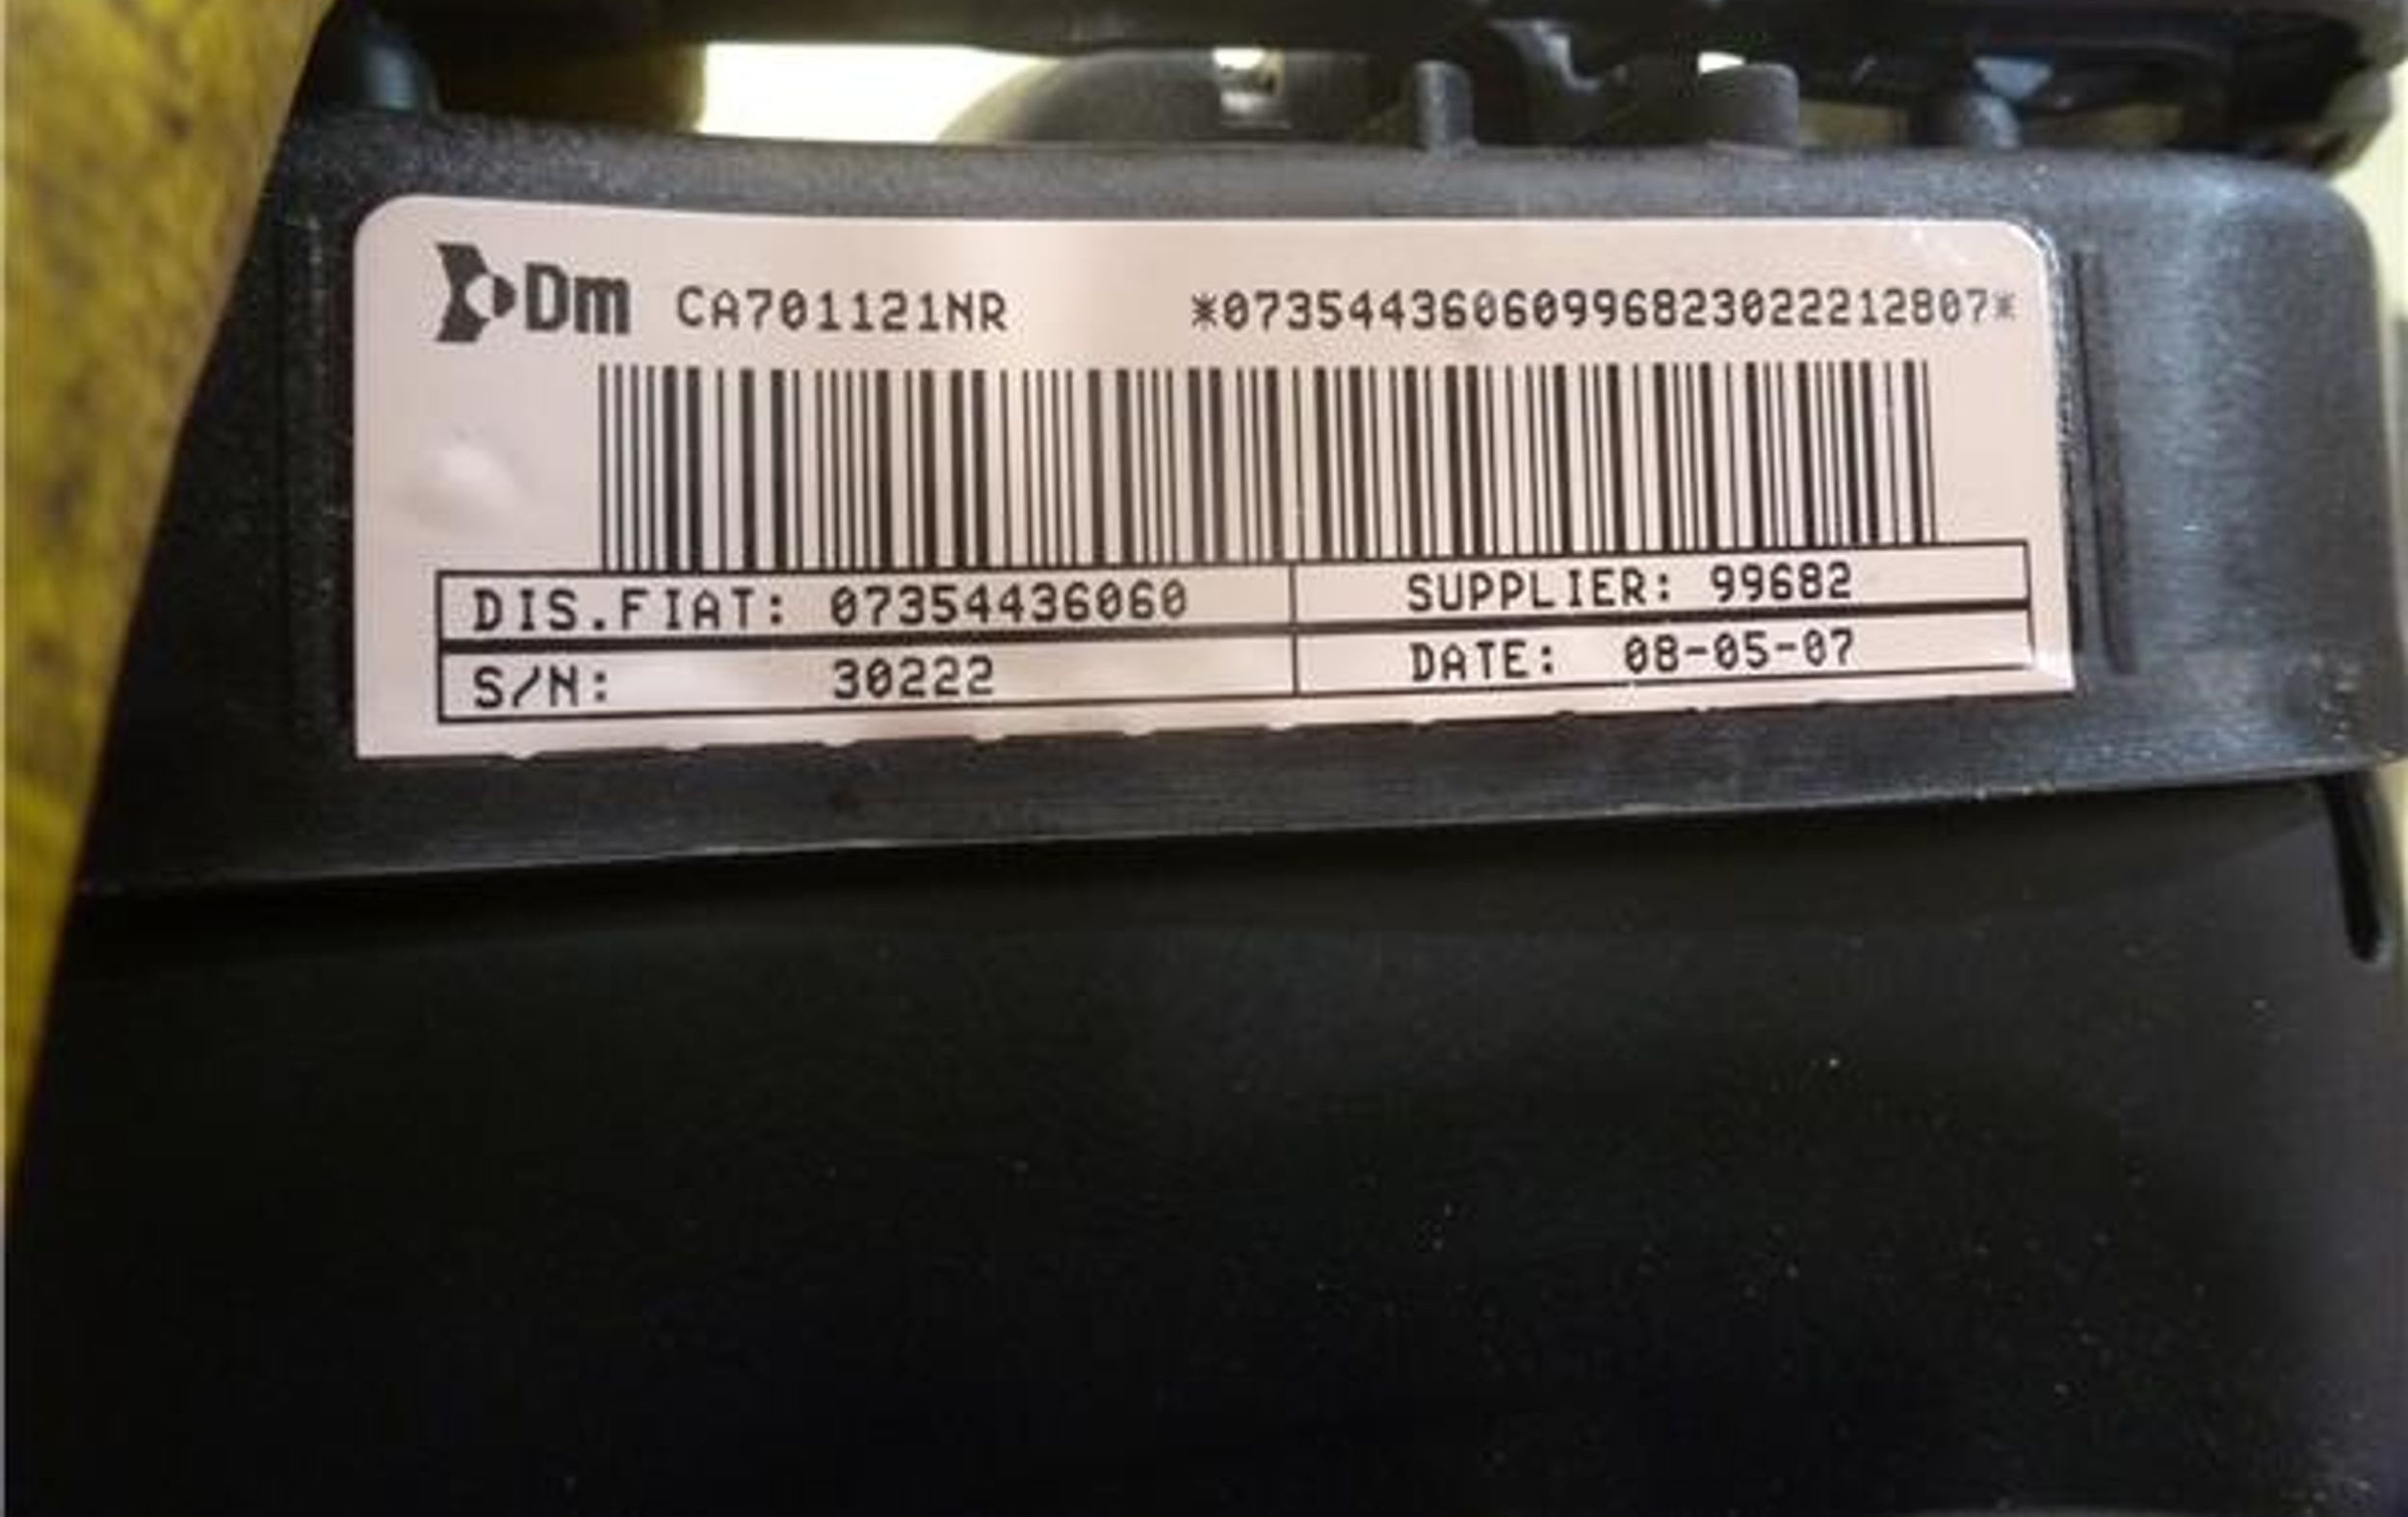 Dm CA701121NR *07354436060996823022212807*
DIS.FIAT: 07354436060 SUPPLIER: 99682
S/N: 30222 DATE: 08-05-07